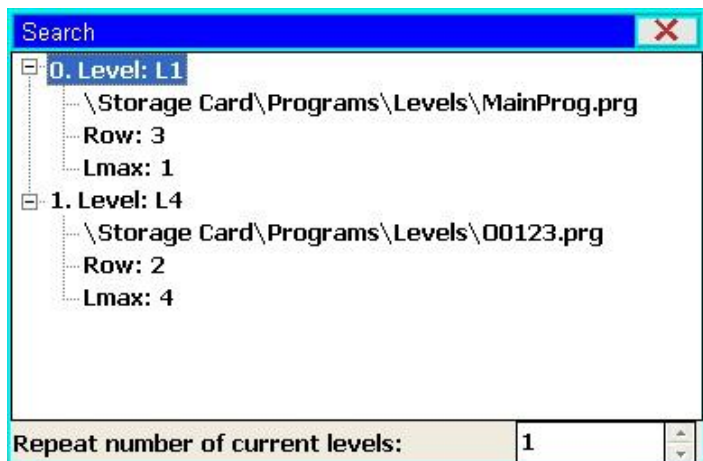 Search
0. Level: L1
\Storage Card\Programs\Levels\MainProg.prg
Row: 3
Lmax: 1
1. Level: L4
\Storage Card\Programs\Levels\O0123.prg
Row: 2
Lmax: 4
Repeat number of current levels: 1